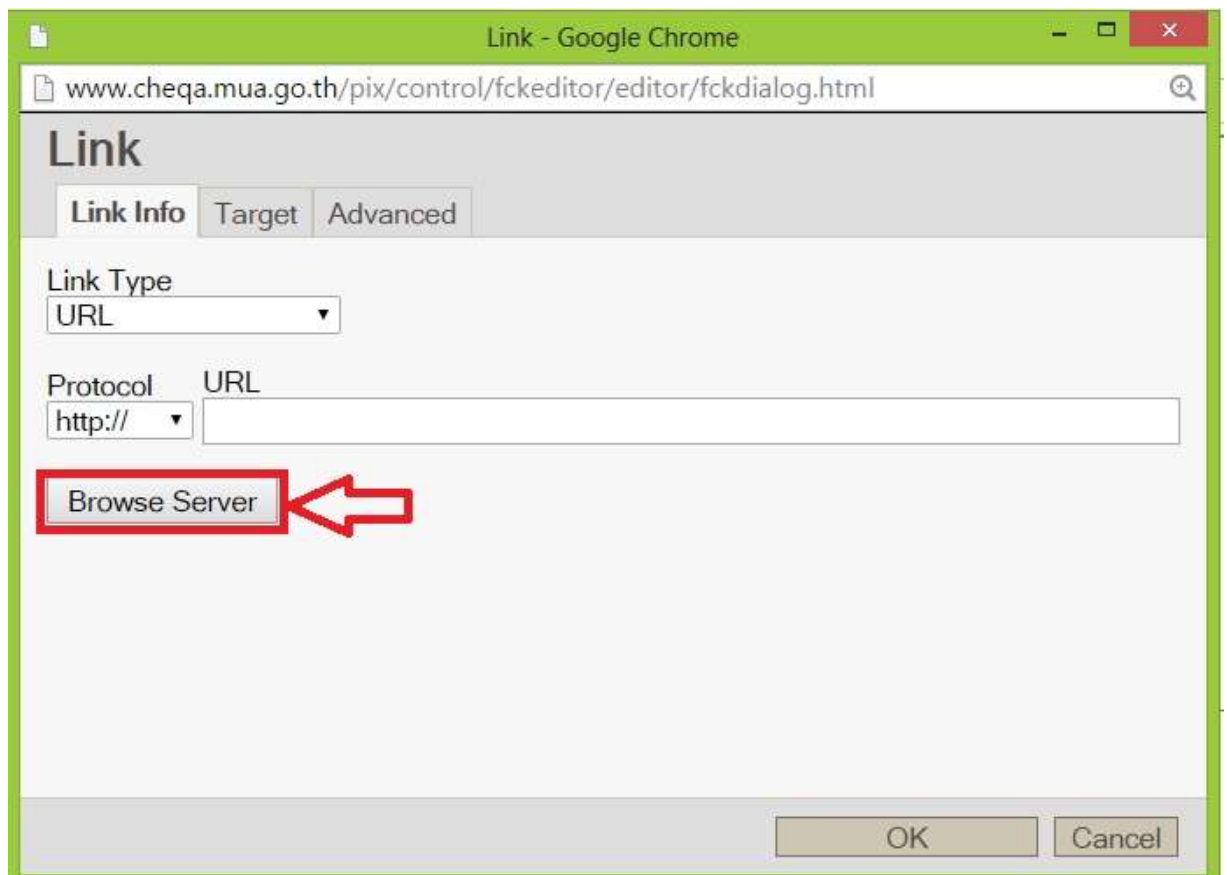 Link - Google Chrome
www.cheqa.mua.go.th/pix/control/fckeditor/editor/fckdialog.html
Link
Link Info Target Advanced
Link Type
URL
Protocol URL
http://
Browse Server
OK Cancel